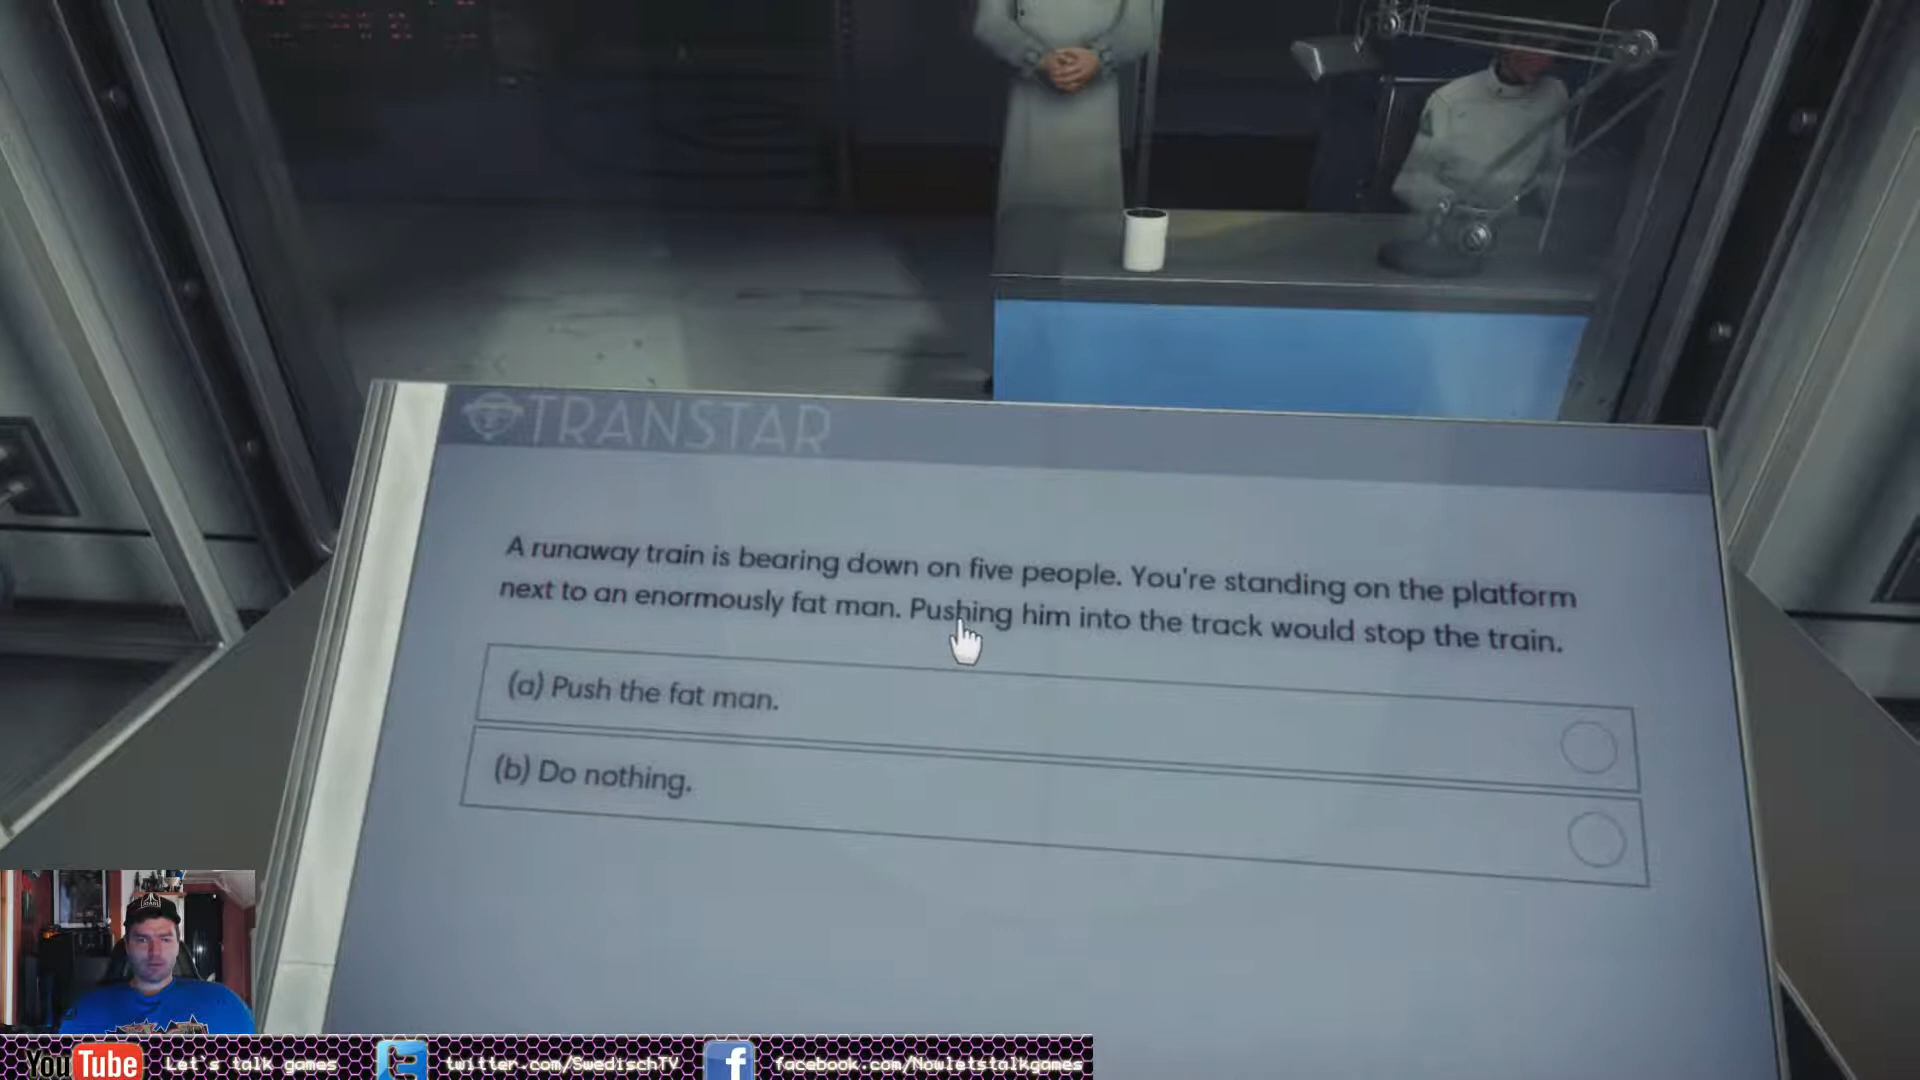 TRANSTAR
A runaway train is bearing down on five people. You're standing on the platform
next to an enormously fat man. Pushing him into the track would stop the train.
(a) Push the fat man.
(b) Do nothing.
YouTube Let's talk games twitter.com/SwedischTV facebook.com/Nowletstalkgames